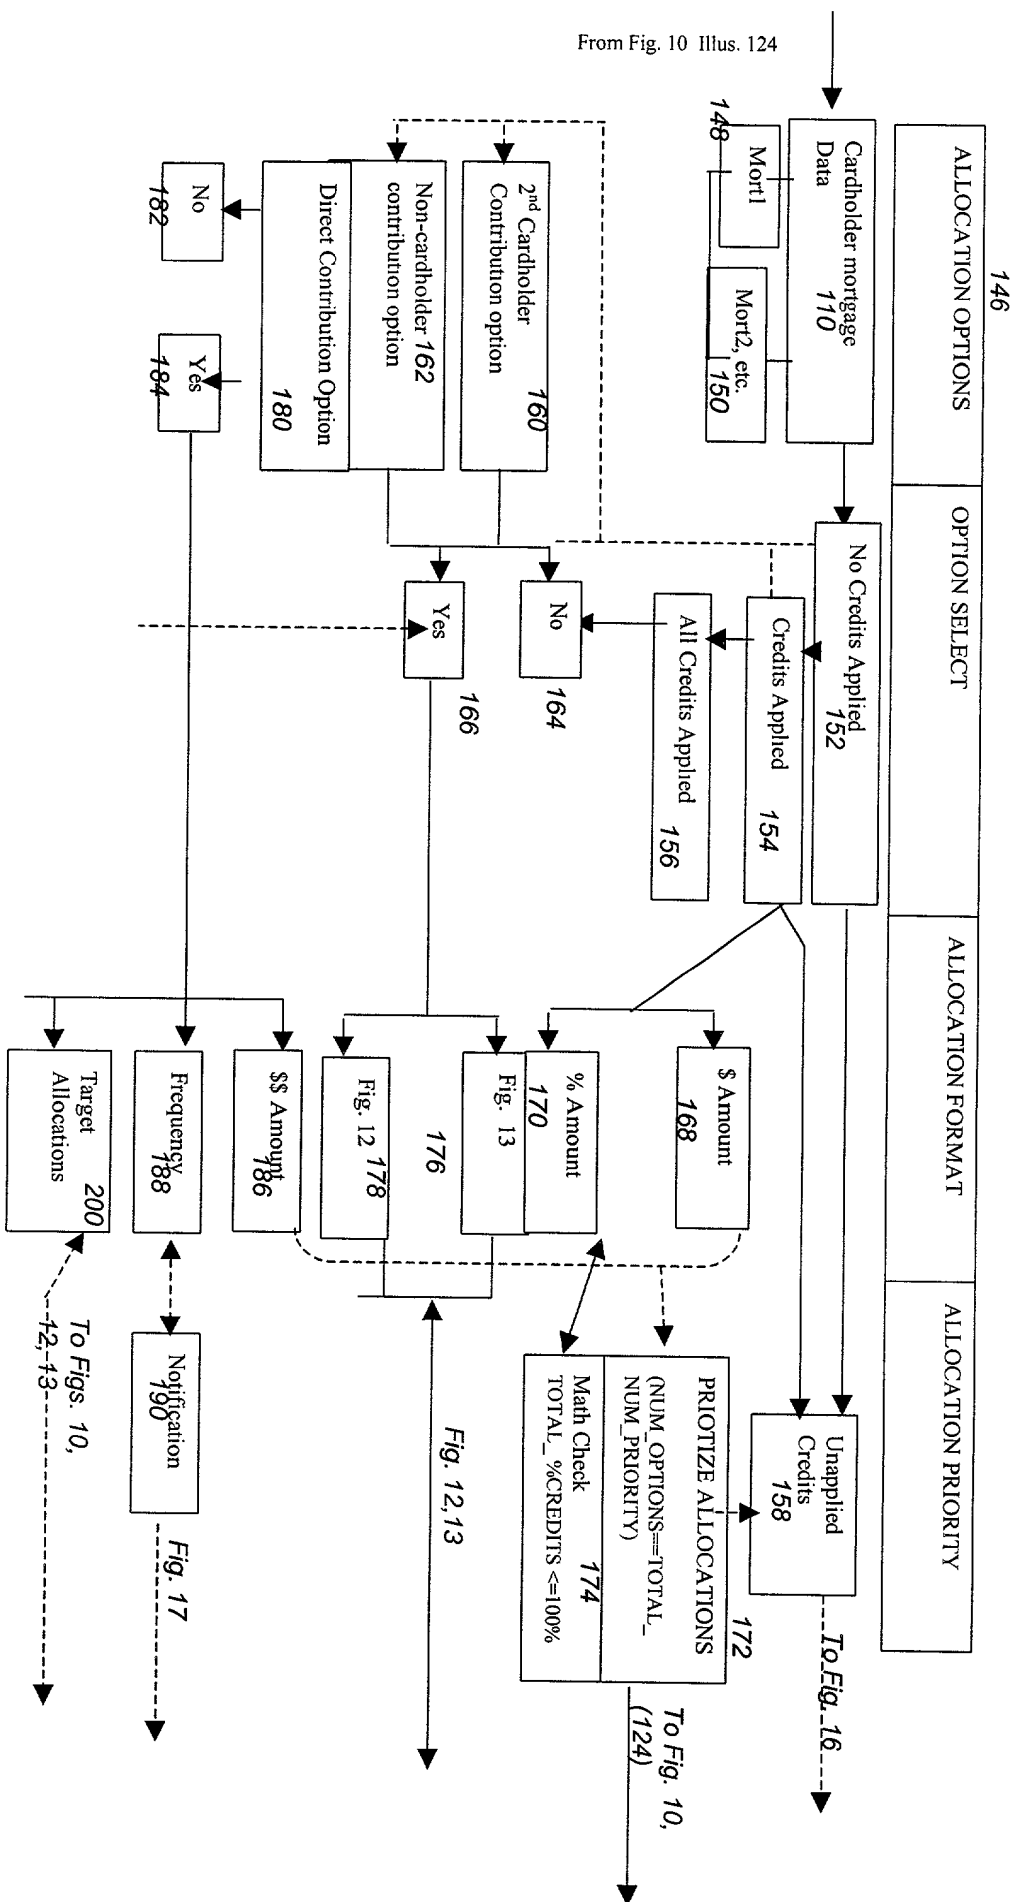 From Fig. 10 Illus. 124
146
ALLOCATION OPTIONS
OPTION SELECT
ALLOCATION FORMAT
ALLOCATION PRIORITY
Cardholder mortgage
Data
110
148
Mort1
Mort2, etc.
150
No Credits Applied
152
Credits Applied
154
All Credits Applied
156
Unapplied
Credits
158
To Fig. 16
2nd Cardholder
Contribution option
160
Non-cardholder 162
contribution option
Direct Contribution Option
180
No
164
Yes
166
No
182
Yes
184
$ Amount
168
% Amount
170
Fig. 13
176
Fig. 12
178
$$ Amount
186
Frequency
188
Target
Allocations
200
PRIOTIZE ALLOCATIONS
172
(NUM_OPTIONS==TOTAL_
NUM_PRIORITY)
Math Check
174
TOTAL_%CREDITS <=100%
To Fig. 10,
(124)
Fig. 12,13
Notification
190
Fig. 17
To Figs. 10,
12, 13